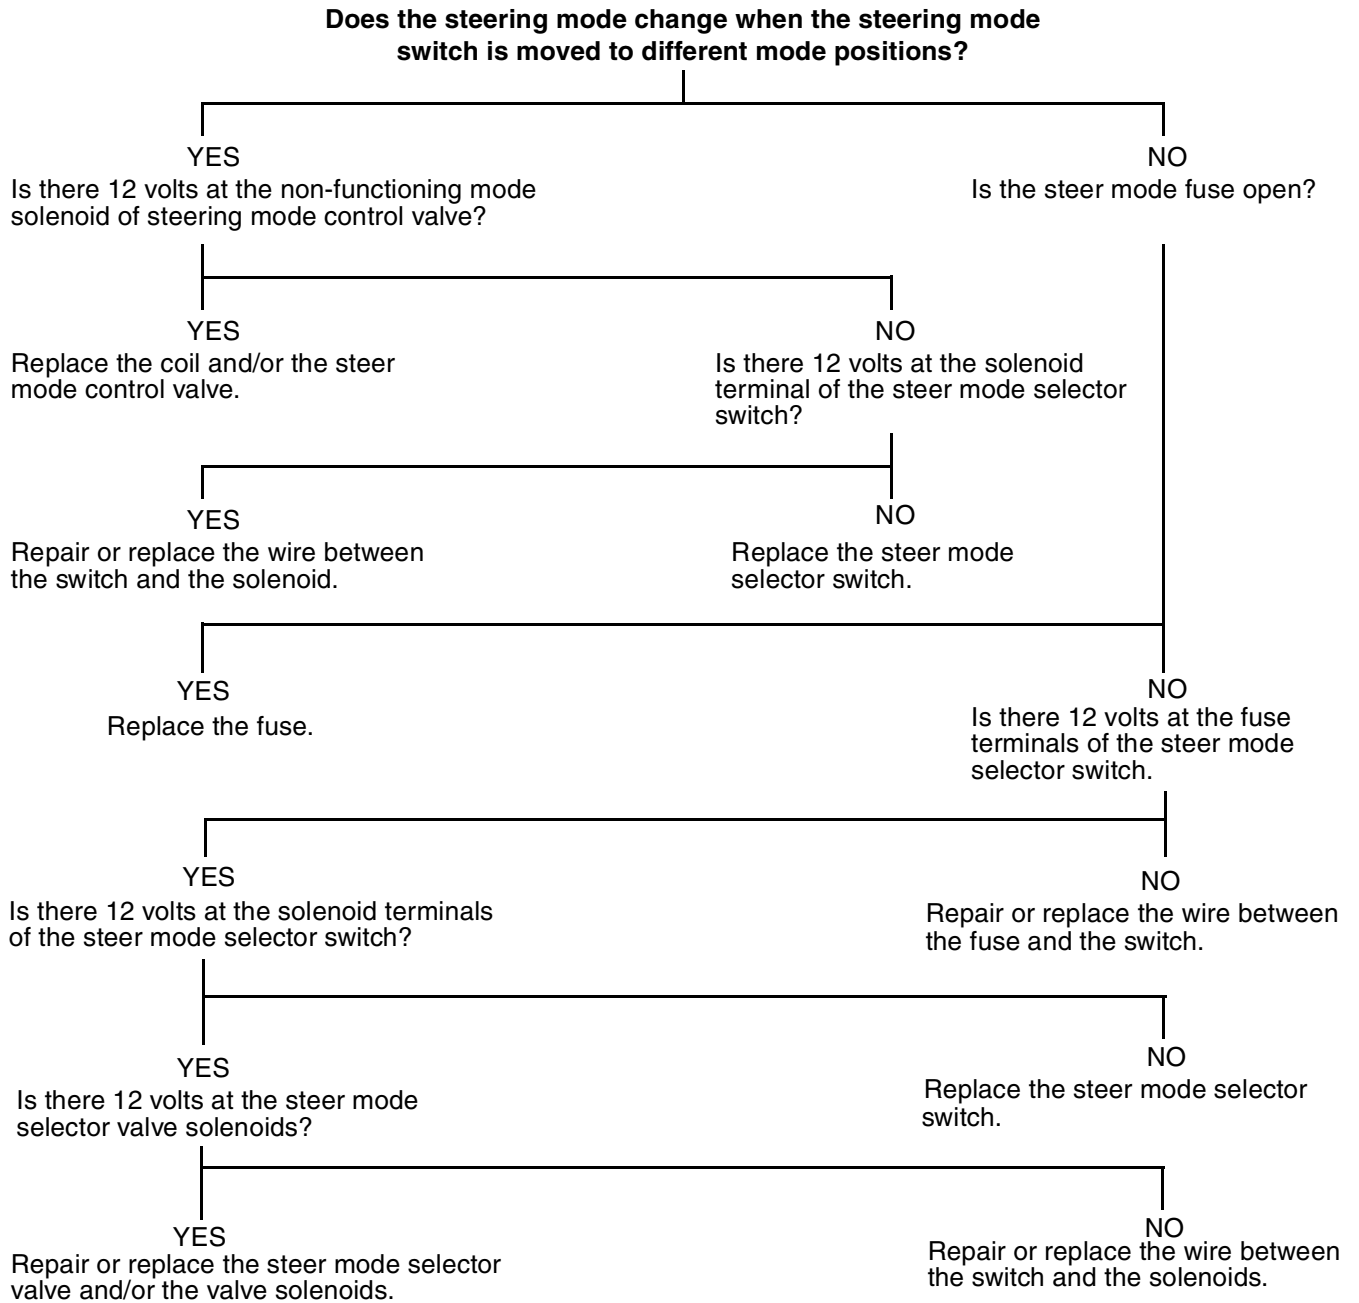 Does the steering mode change when the steering mode
switch is moved to different mode positions?
YES
Is there 12 volts at the non-functioning mode
solenoid of steering mode control valve?
NO
Is the steer mode fuse open?
YES
Replace the coil and/or the steer
mode control valve.
NO
Is there 12 volts at the solenoid
terminal of the steer mode selector
switch?
YES
Repair or replace the wire between
the switch and the solenoid.
NO
Replace the steer mode
selector switch.
YES
Replace the fuse.
NO
Is there 12 volts at the fuse
terminals of the steer mode
selector switch.
YES
Is there 12 volts at the solenoid terminals
of the steer mode selector switch?
NO
Repair or replace the wire between
the fuse and the switch.
YES
Is there 12 volts at the steer mode
selector valve solenoids?
NO
Replace the steer mode selector
switch.
YES
Repair or replace the steer mode selector
valve and/or the valve solenoids.
NO
Repair or replace the wire between
the switch and the solenoids.